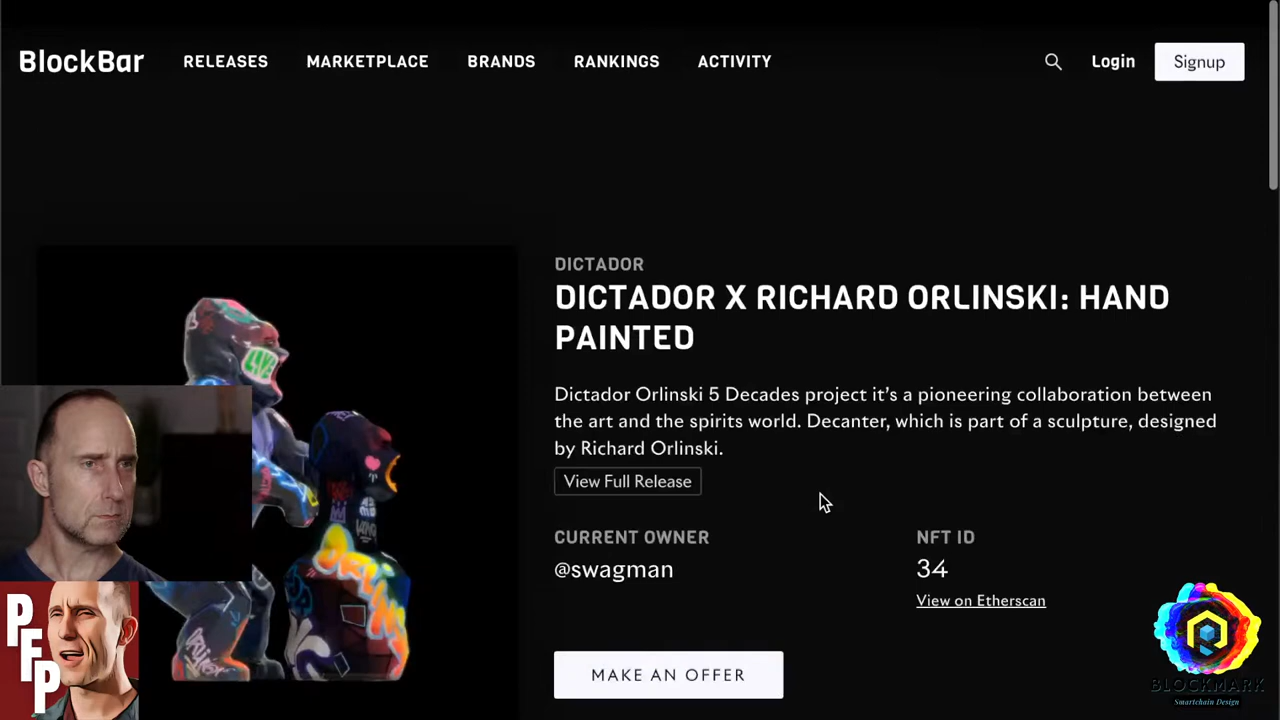 BlockBar RELEASES MARKETPLACE BRANDS RANKINGS ACTIVITY Login Signup
DICTADOR
DICTADOR X RICHARD ORLINSKI: HAND
PAINTED
Dictador Orlinski 5 Decades project it's a pioneering collaboration between
the art and the spirits world. Decanter, which is part of a sculpture, designed
by Richard Orlinski.
View Full Release
CURRENT OWNER
@swagman
NFT ID
34
View on Etherscan
MAKE AN OFFER
LIVE
PFP
BLOCKMARK
Smartchain Design